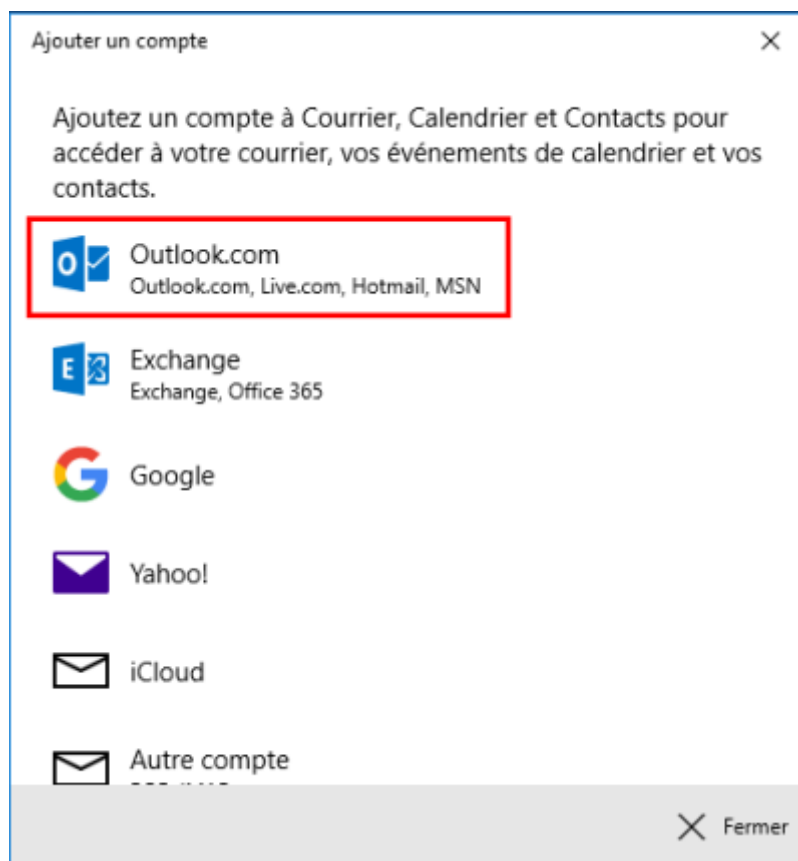 Ajouter un compte
Ajoutez un compte à Courrier, Calendrier et Contacts pour
accéder à votre courrier, vos événements de calendrier et vos
contacts.
Outlook.com
Outlook.com, Live.com, Hotmail, MSN
Exchange
Exchange, Office 365
Google
Yahoo!
iCloud
Autre compte
Fermer